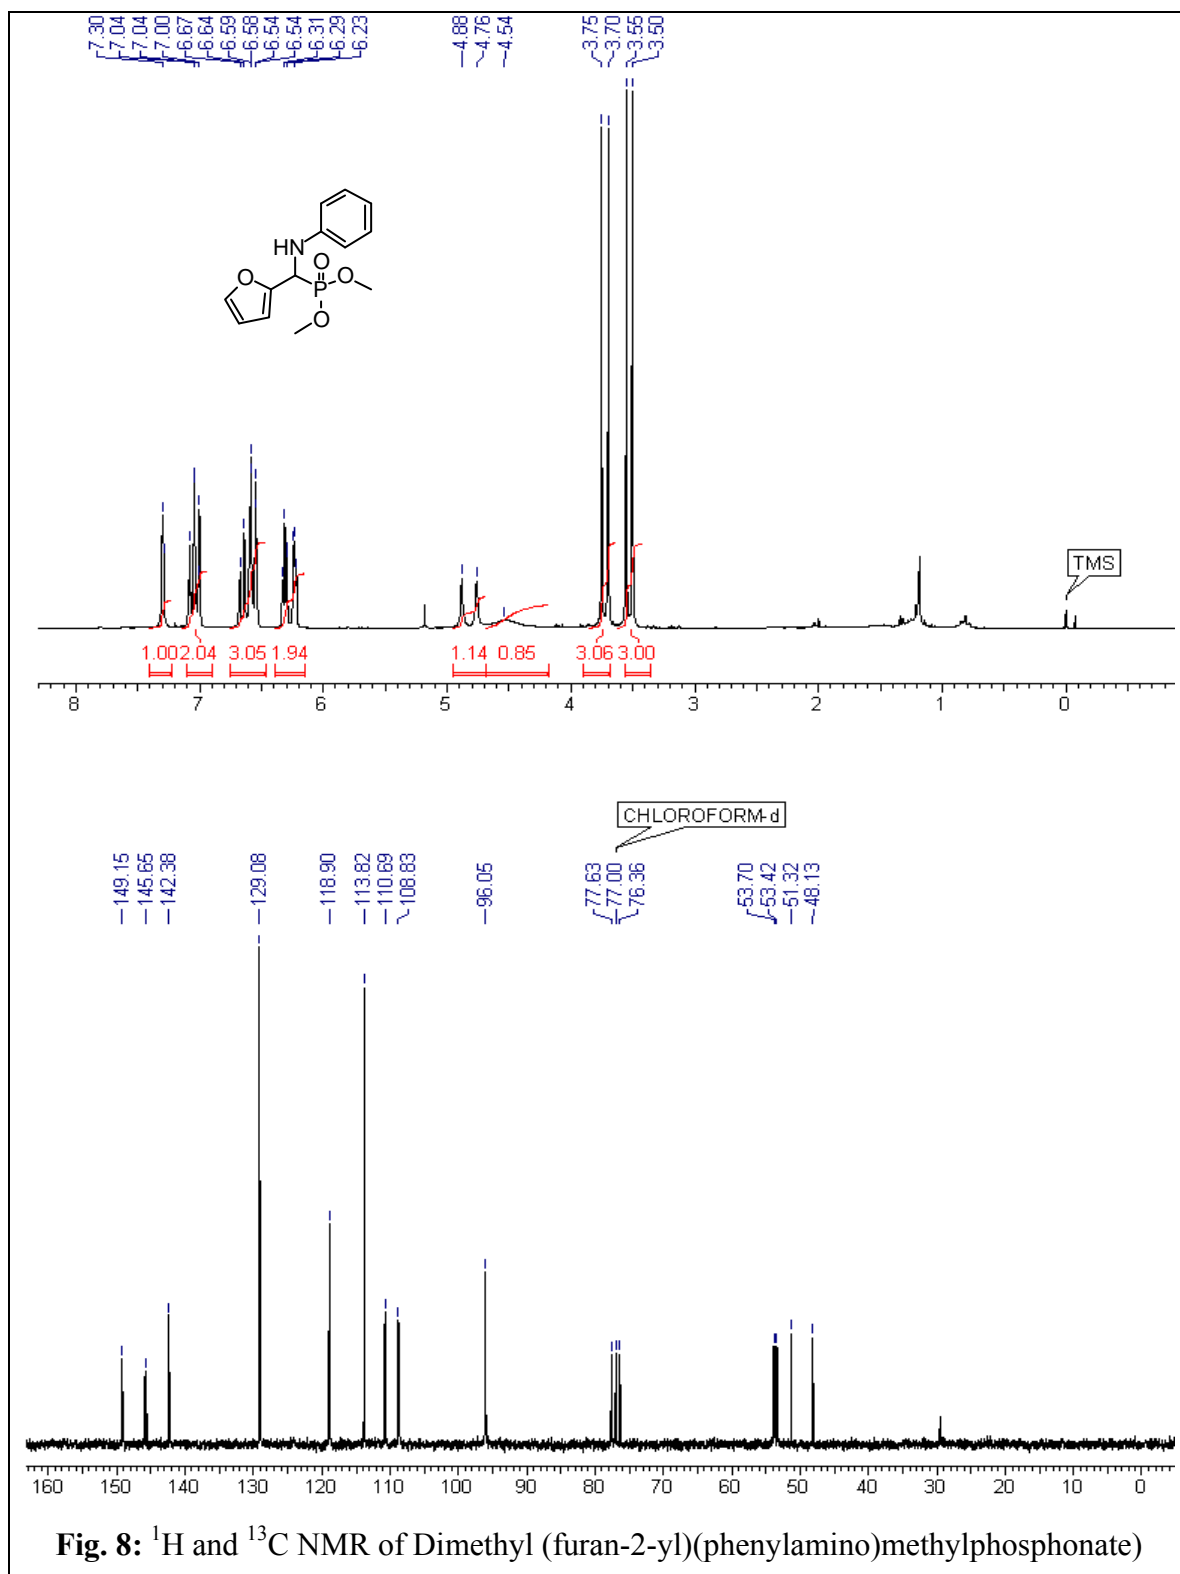 7.30 7.04 7.04 7.00 6.67 6.64 6.59 6.58 6.54 6.54 6.31 6.29 6.23 4.88 4.76 4.54 3.75 3.70 3.55 3.50
HN
O
O
P
O
O
TMS
1.00 2.04 3.05 1.94 1.14 0.85 3.06 3.00
8 7 6 5 4 3 2 1 0
CHLOROFORM-d
149.15 145.65 142.38 129.08 118.90 113.82 110.69 108.83 96.05 77.63 77.00 76.36 53.70 53.42 51.32 48.13
160 150 140 130 120 110 100 90 80 70 60 50 40 30 20 10 0
Fig. 8: ¹H and ¹³C NMR of Dimethyl (furan-2-yl)(phenylamino)methylphosphonate)